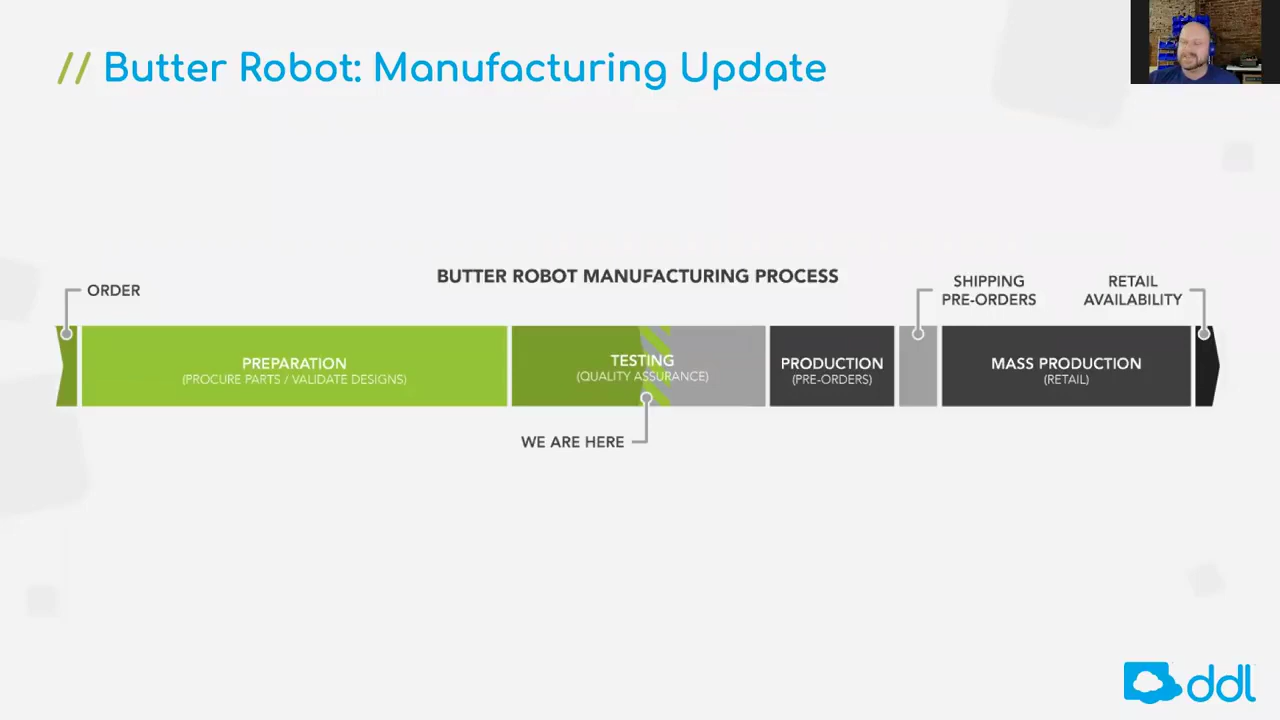 // Butter Robot: Manufacturing Update
BUTTER ROBOT MANUFACTURING PROCESS
ORDER
SHIPPING
PRE-ORDERS
RETAIL
AVAILABILITY
PREPARATION
(PROCURE PARTS / VALIDATE DESIGNS)
TESTING
(QUALITY ASSURANCE)
PRODUCTION
(PRE-ORDERS)
MASS PRODUCTION
(RETAIL)
WE ARE HERE
ddl